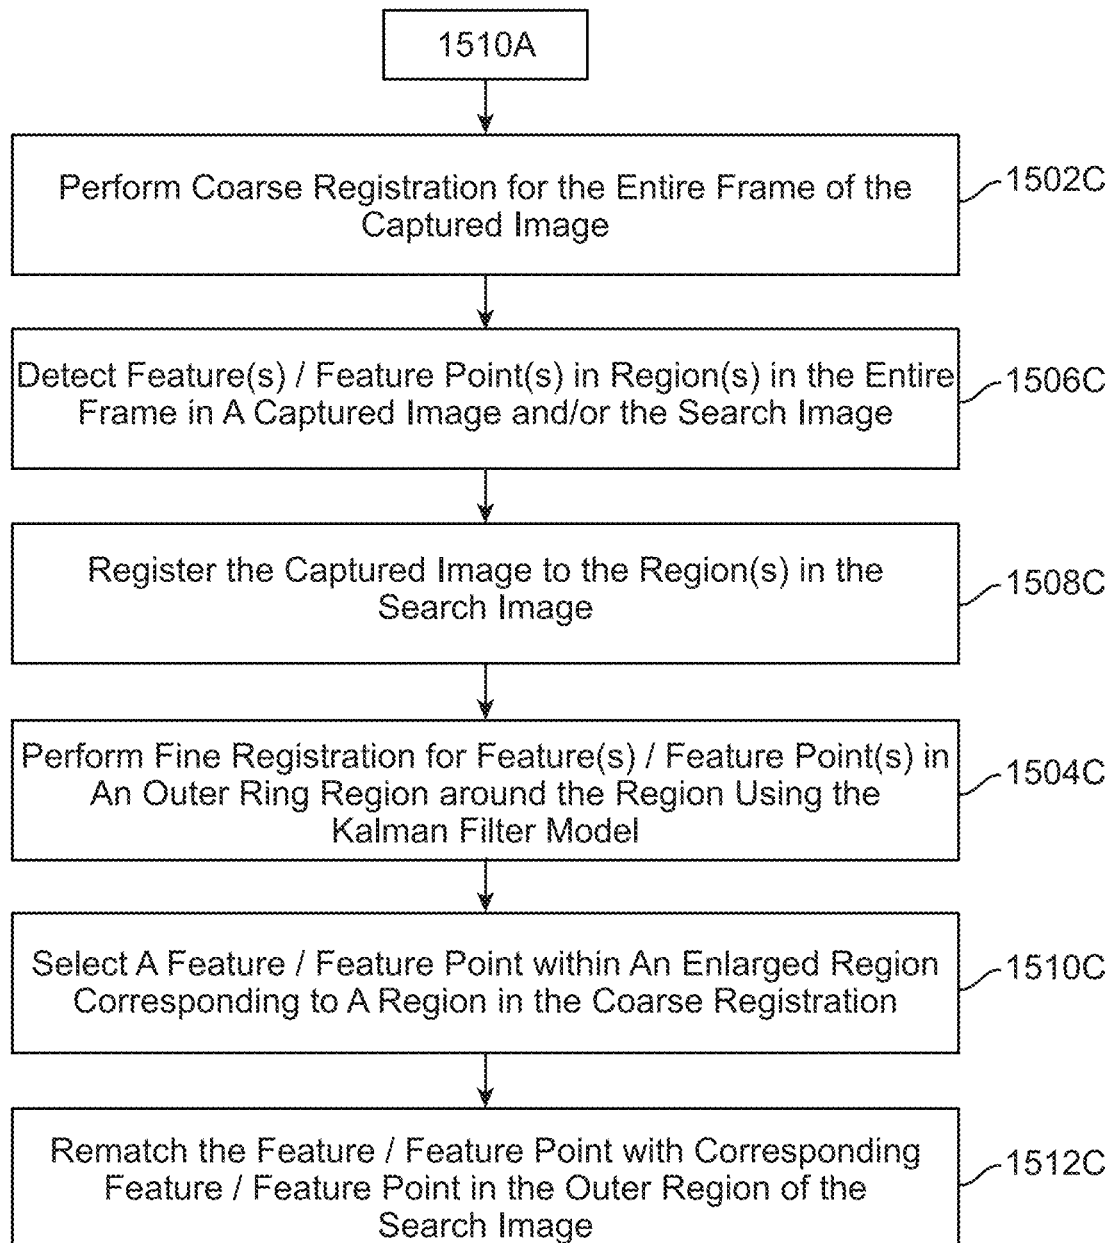 1510A
Perform Coarse Registration for the Entire Frame of the
Captured Image
1502C
Detect Feature(s) / Feature Point(s) in Region(s) in the Entire
Frame in A Captured Image and/or the Search Image
1506C
Register the Captured Image to the Region(s) in the
Search Image
1508C
Perform Fine Registration for Feature(s) / Feature Point(s) in
An Outer Ring Region around the Region Using the
Kalman Filter Model
1504C
Select A Feature / Feature Point within An Enlarged Region
Corresponding to A Region in the Coarse Registration
1510C
Rematch the Feature / Feature Point with Corresponding
Feature / Feature Point in the Outer Region of the
Search Image
1512C